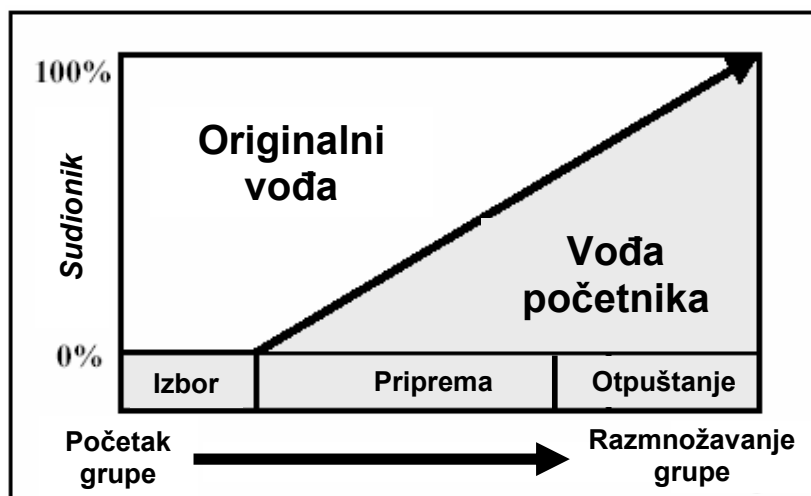 100%
Sudionik
Originalni
vođa
Vođa
početnika
0%
Izbor
Priprema
Otpuštanje
Početak
grupe
Razmnožavanje
grupe